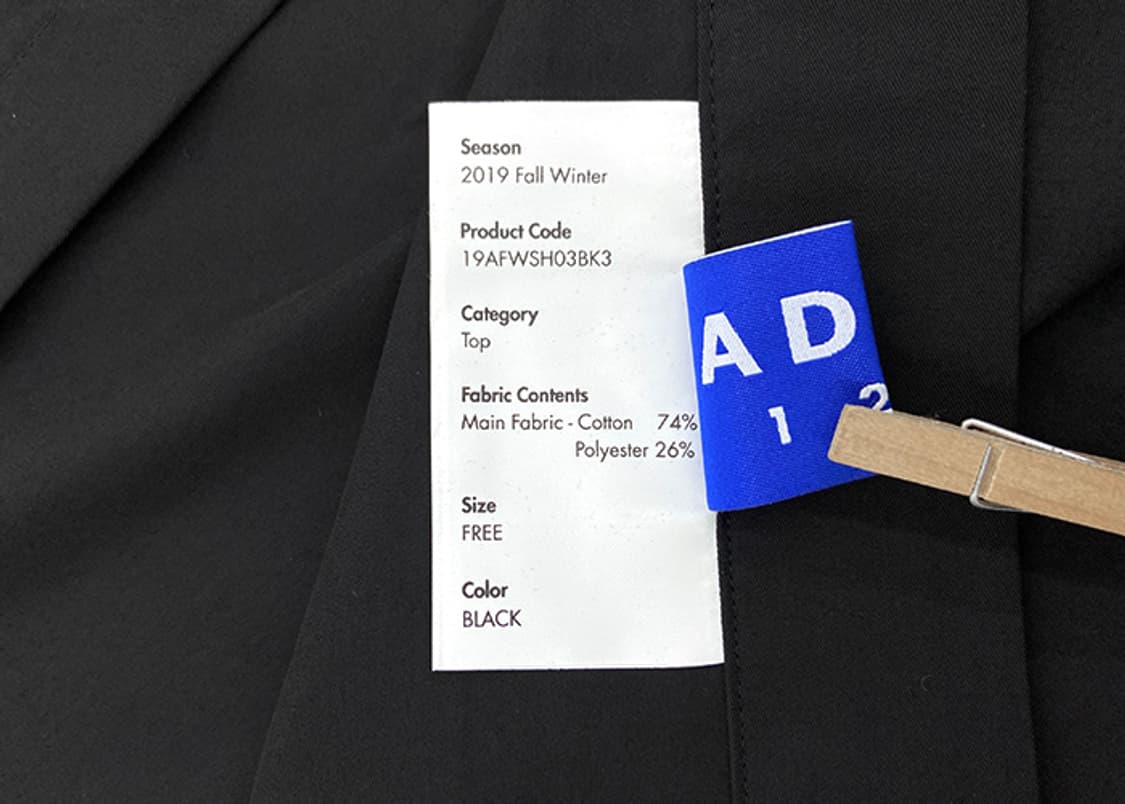 Season
2019 Fall Winter
Product Code
19AFWSH03BK3
Category
Top
Fabric Contents
Main Fabric - Cotton 74%
Polyester 26%
Size
FREE
Color
BLACK
A D
1 2